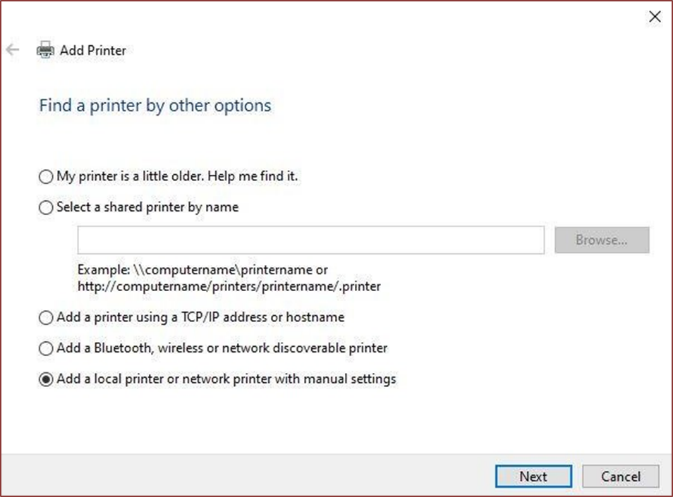 Add Printer
Find a printer by other options
My printer is a little older. Help me find it.
Select a shared printer by name
Browse...
Example: \\computername\printername or
http://computername/printers/printername/.printer
Add a printer using a TCP/IP address or hostname
Add a Bluetooth, wireless or network discoverable printer
Add a local printer or network printer with manual settings
Next
Cancel